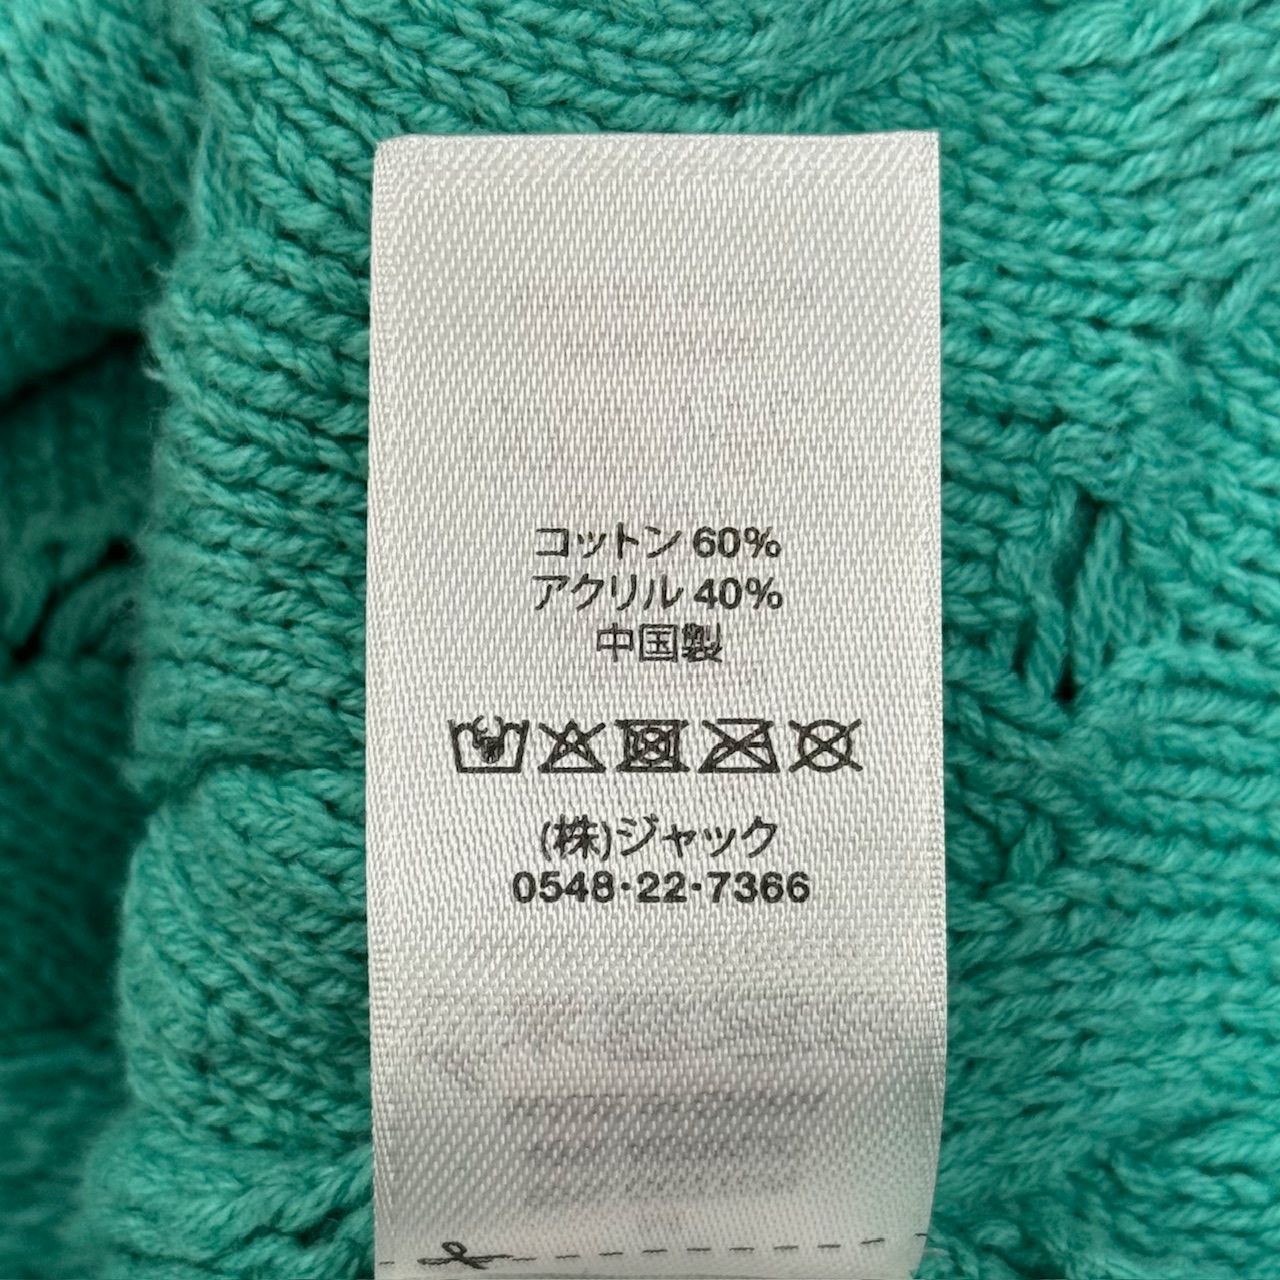 コットン 60%
アクリル 40%
中国製
(株)ジャック
0548·22·7366